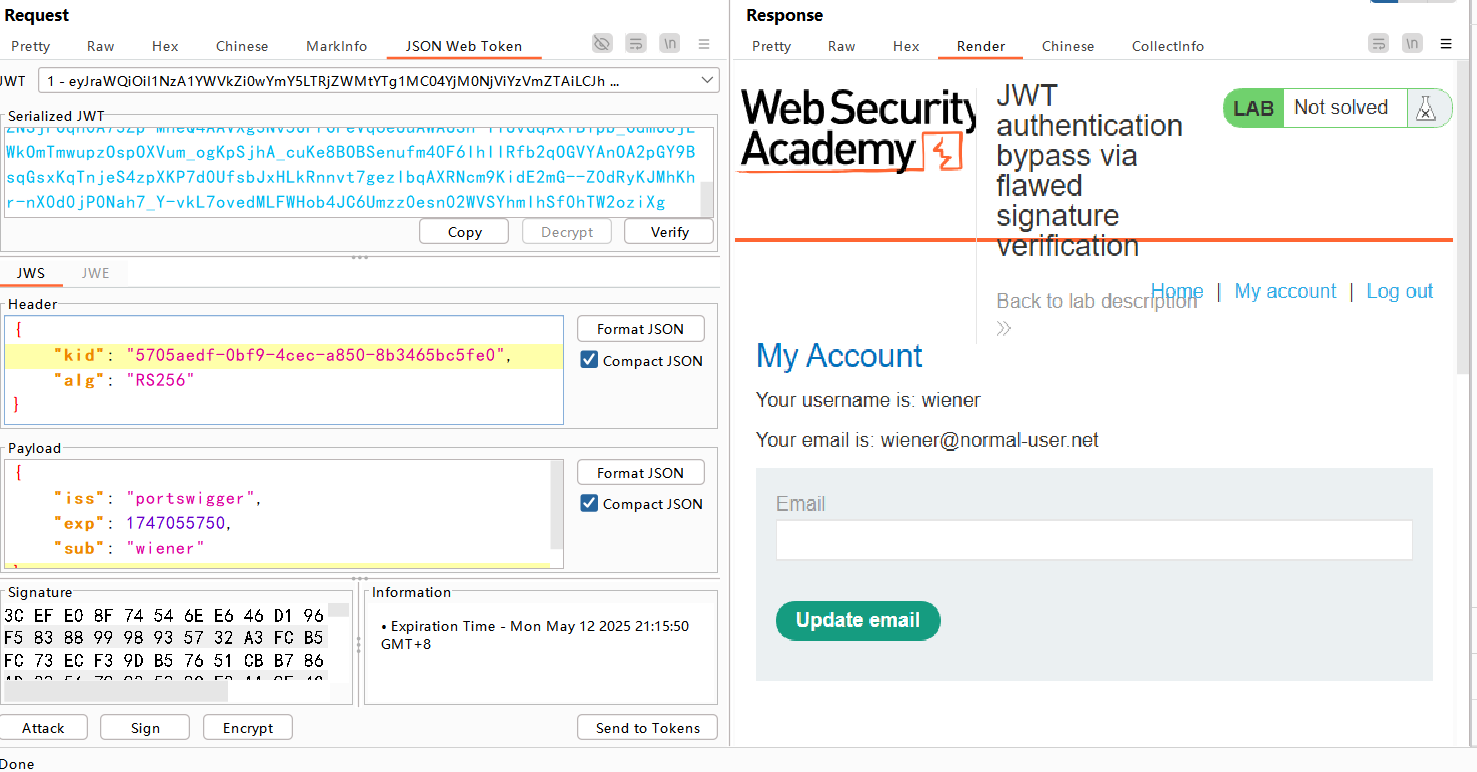 Request
Pretty Raw Hex Chinese MarkInfo JSON Web Token \n
JWT 1 - eyJraWQiOiI1NzA1YWVkZi0wYmY5LTRjZWMtYTg1MC04YjM0NjViYzVmZTAiLCJh ...
Serialized JWT
bsqGsxKqTnjeS4zpXKP7dOUfsbJxHLkRnnvt7gezlbqAXRNcm9KidE2mG--ZOdRyKJMhKh
r-nXOdOjPONah7_Y-vkL7ovedMLFWHob4JC6UmzzOesnO2WVSYhmlhSfOhTW2oziXg
Copy Decrypt Verify
JWS JWE
Header
{
"kid": "5705aedf-0bf9-4cec-a850-8b3465bc5fe0",
"alg": "RS256"
}
Format JSON
Compact JSON
Payload
{
"iss": "portswigger",
"exp": 1747055750,
"sub": "wiener"
Format JSON
Compact JSON
Signature
3C EF E0 8F 74 54 6E E6 46 D1 96
F5 83 88 99 98 93 57 32 A3 FC B5
FC 73 EC F3 9D B5 76 51 CB B7 86
Information
• Expiration Time - Mon May 12 2025 21:15:50
GMT+8
Attack Sign Encrypt Send to Tokens
Done
Response
Pretty Raw Hex Render Chinese CollectInfo \n
Web Security
Academy
JWT
authentication
bypass via
flawed
signature
verification
Back to lab description
LAB Not solved
Home | My account | Log out
My Account
Your username is: wiener
Your email is: wiener@normal-user.net
Email
Update email